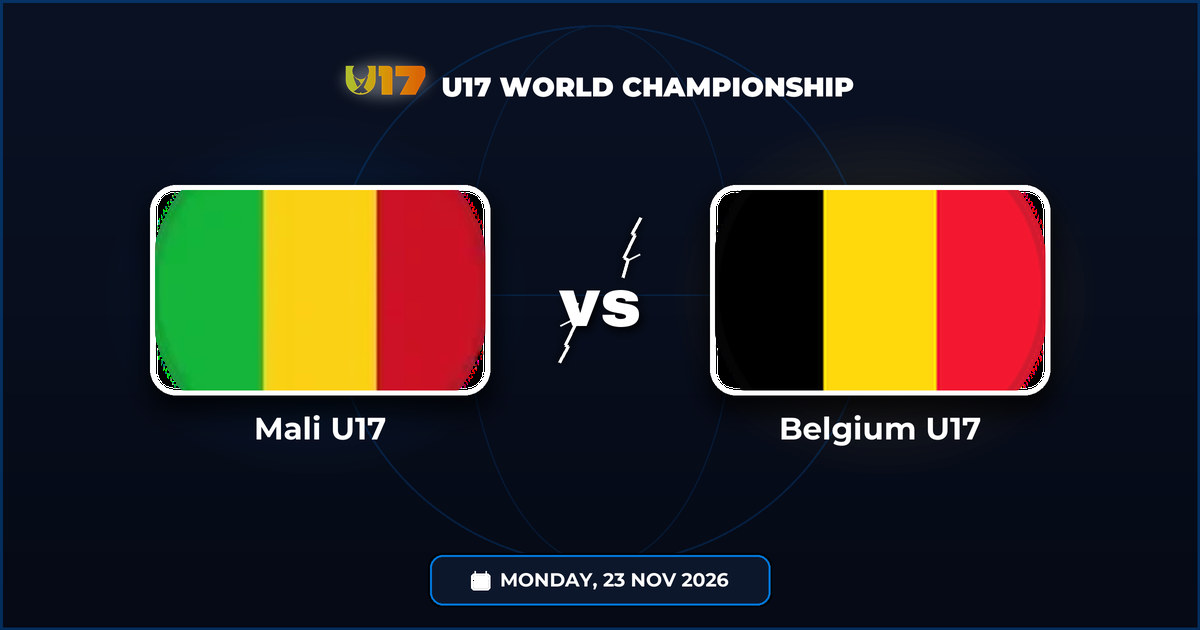 U17 U17 WORLD CHAMPIONSHIP
VS
Mali U17
Belgium U17
MONDAY, 23 NOV 2026